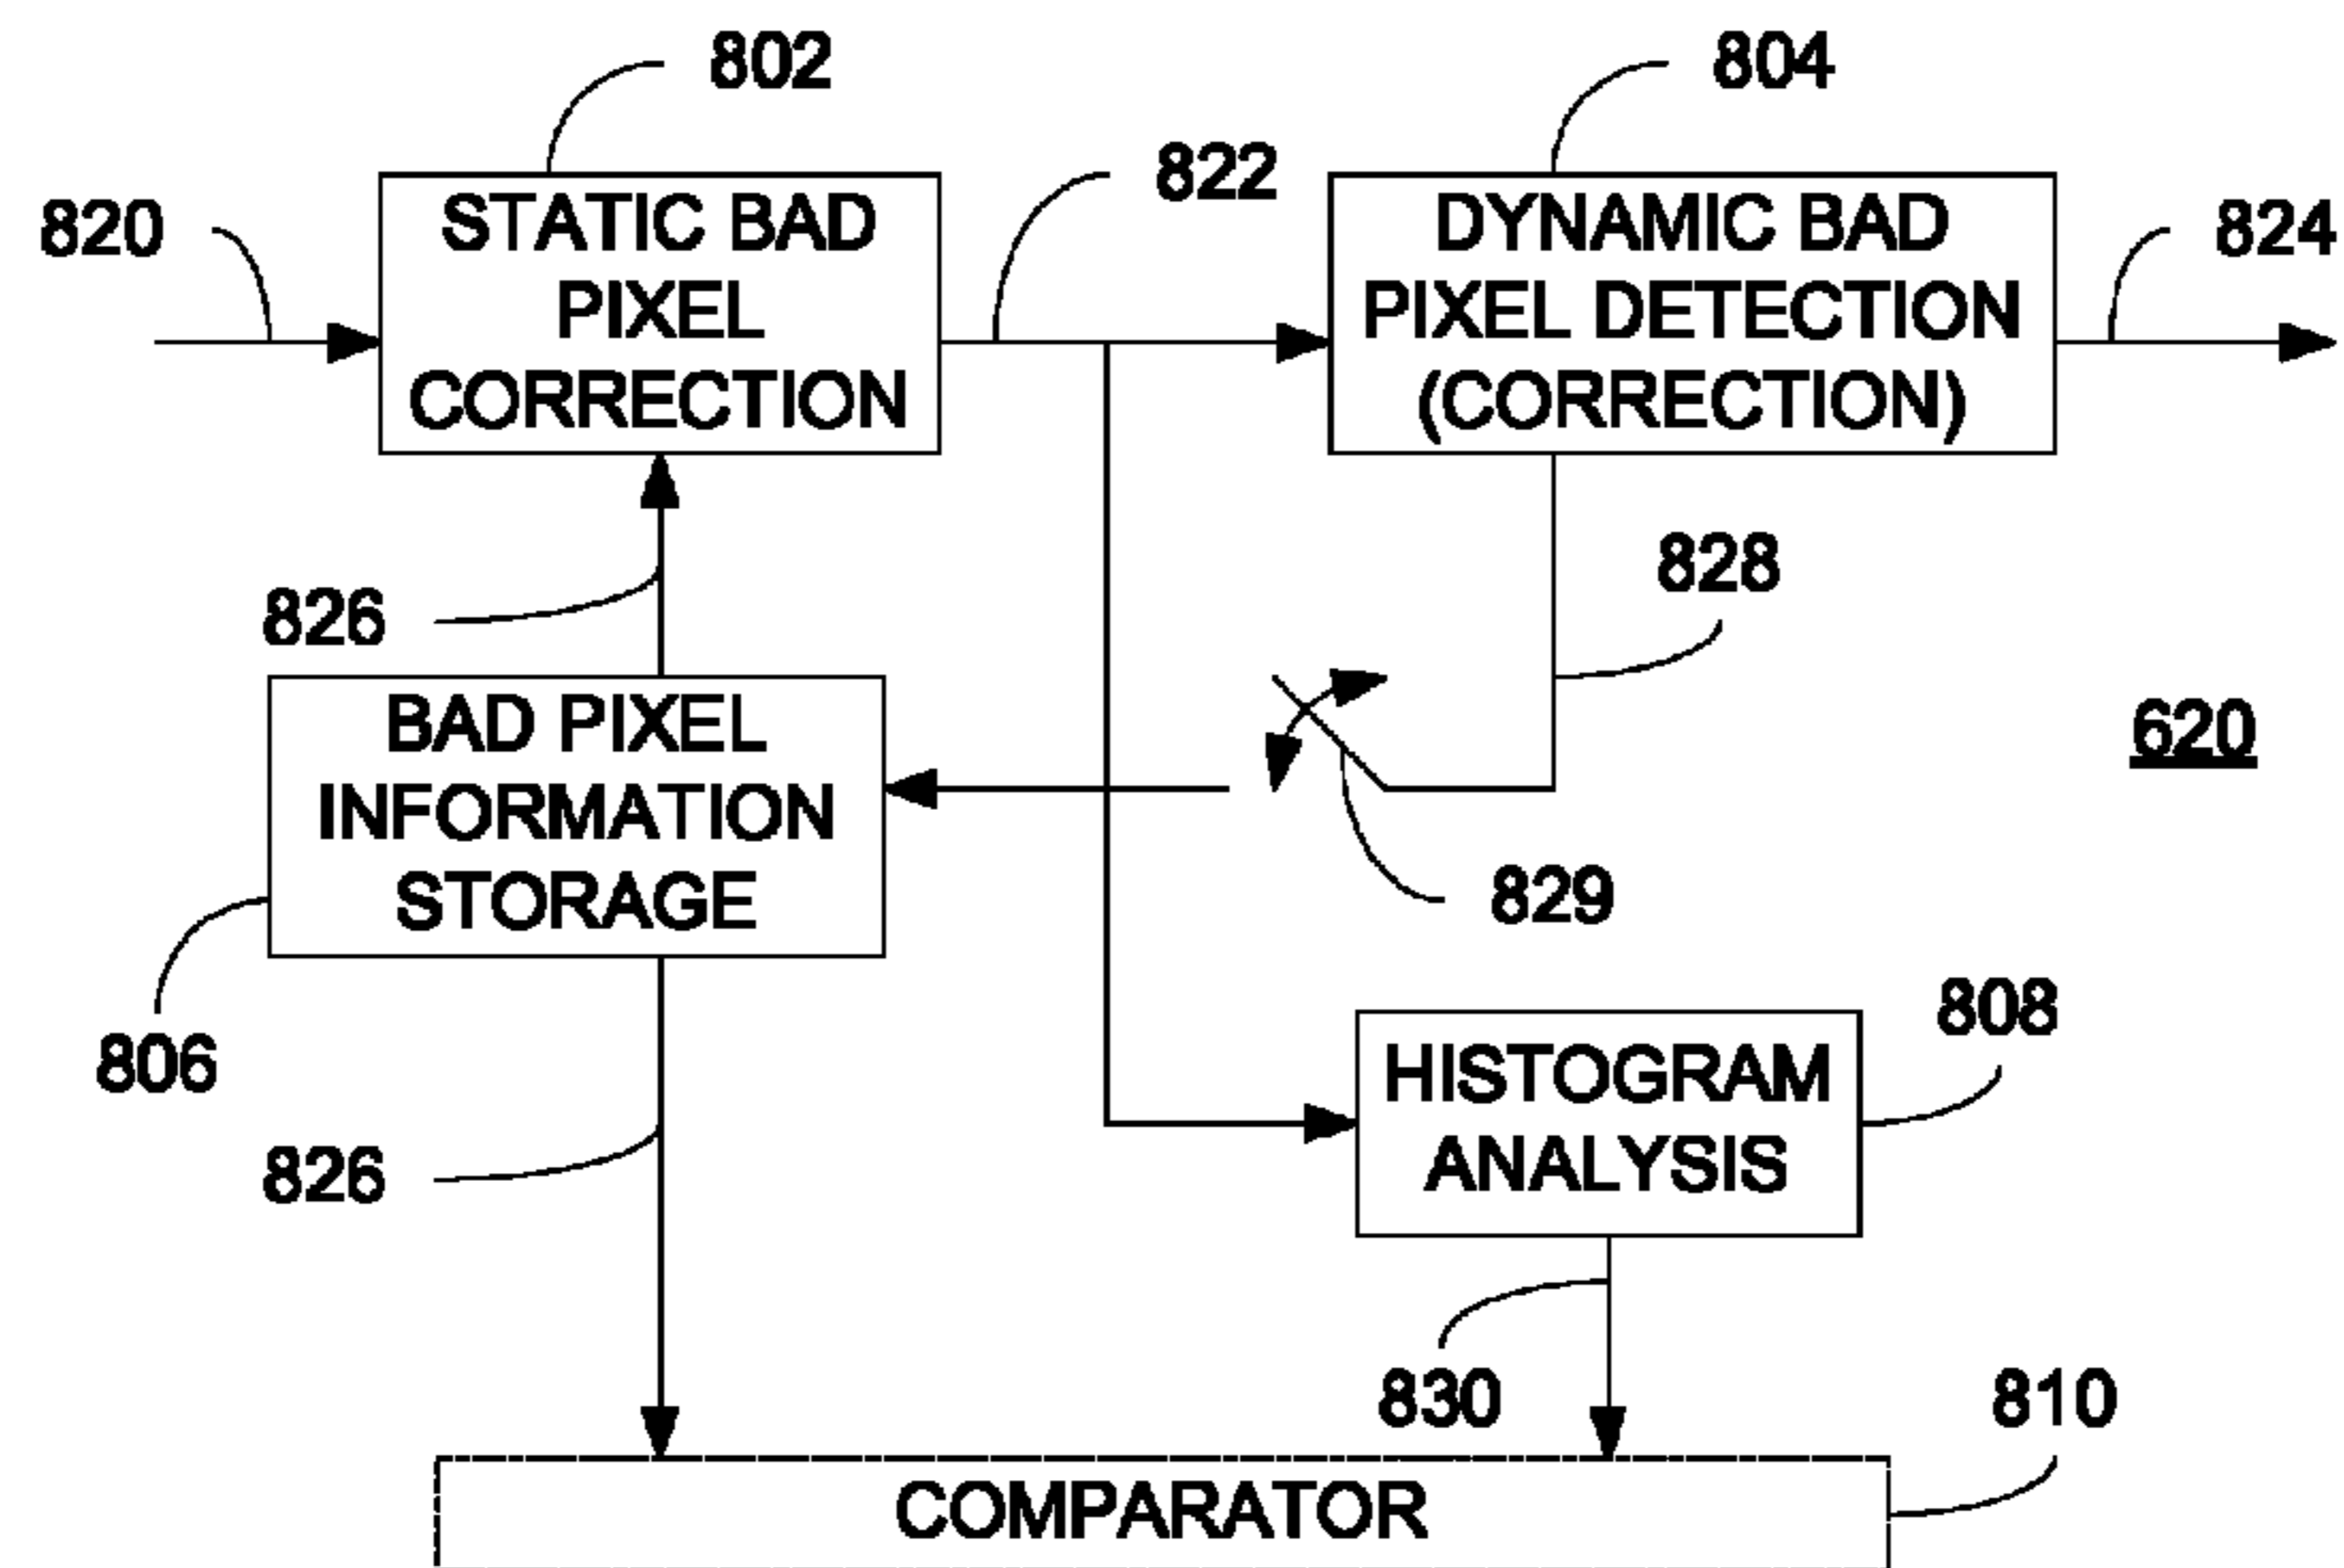 802
804
820
STATIC BAD
PIXEL
CORRECTION
822
DYNAMIC BAD
PIXEL DETECTION
(CORRECTION)
824
826
828
BAD PIXEL
INFORMATION
STORAGE
620
829
806
HISTOGRAM
ANALYSIS
808
826
830
810
COMPARATOR